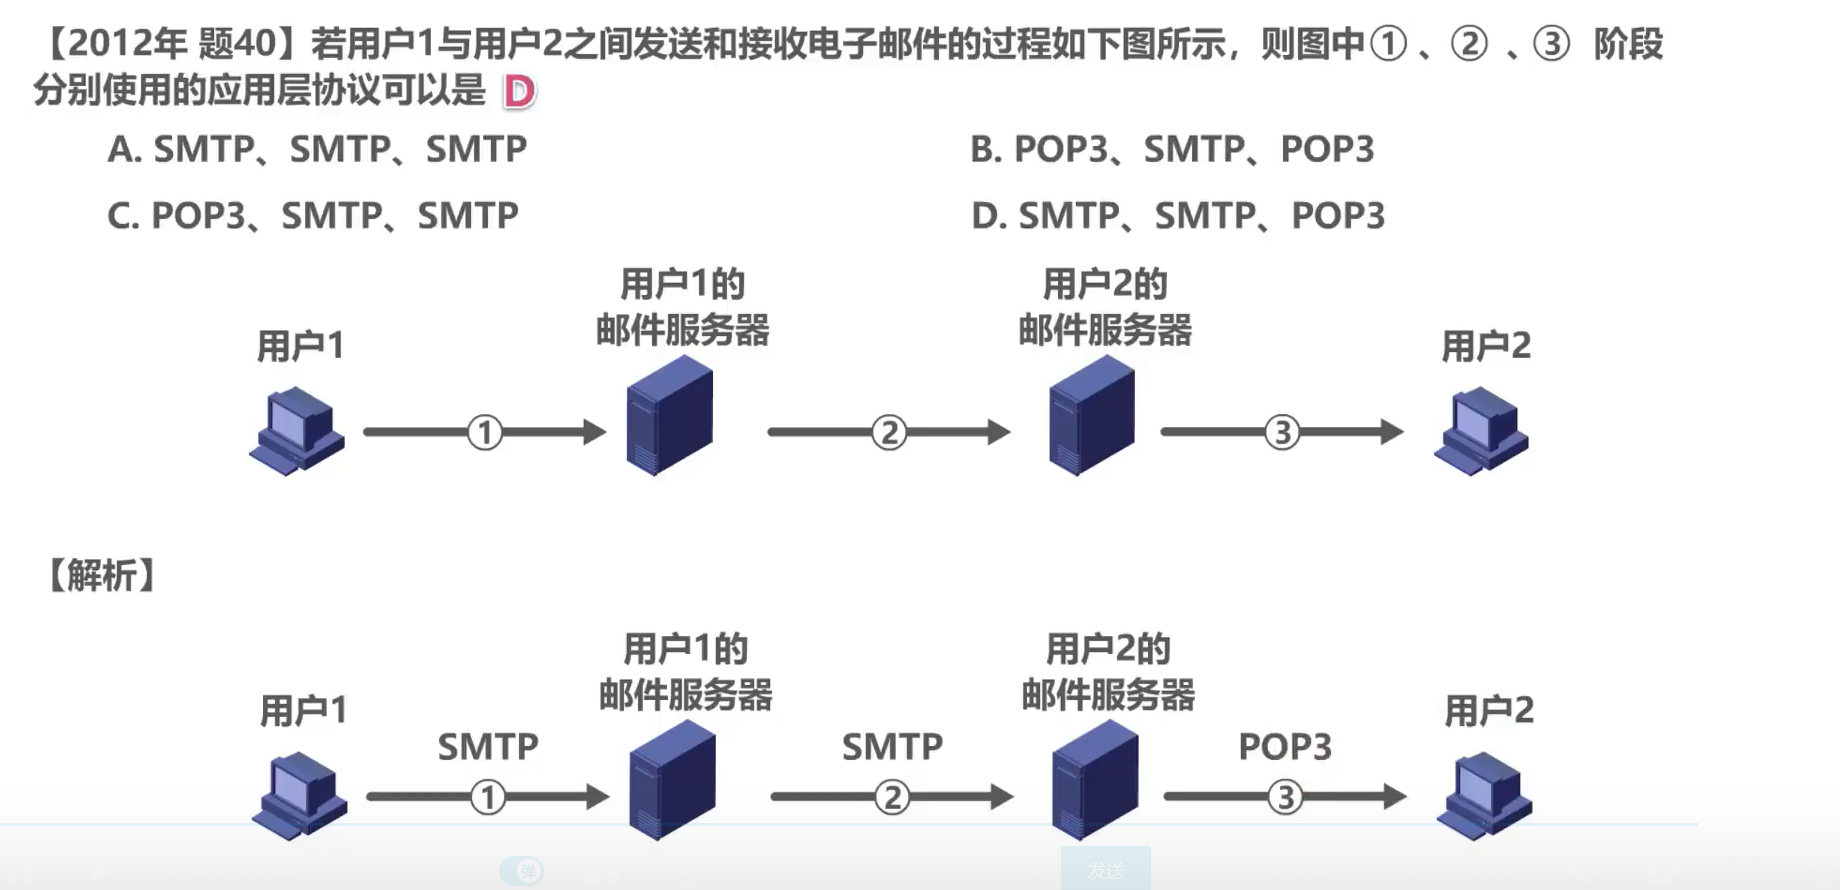 【2012年 题40】若用户1与用户2之间发送和接收电子邮件的过程如下图所示，则图中①、②、③ 阶段
分别使用的应用层协议可以是 D
A. SMTP、SMTP、SMTP
B. POP3、SMTP、POP3
C. POP3、SMTP、SMTP
D. SMTP、SMTP、POP3
用户1
用户1的
邮件服务器
用户2的
邮件服务器
用户2
①
②
③
【解析】
用户1
用户1的
邮件服务器
用户2的
邮件服务器
用户2
SMTP
SMTP
POP3
①
②
③
弹
发送